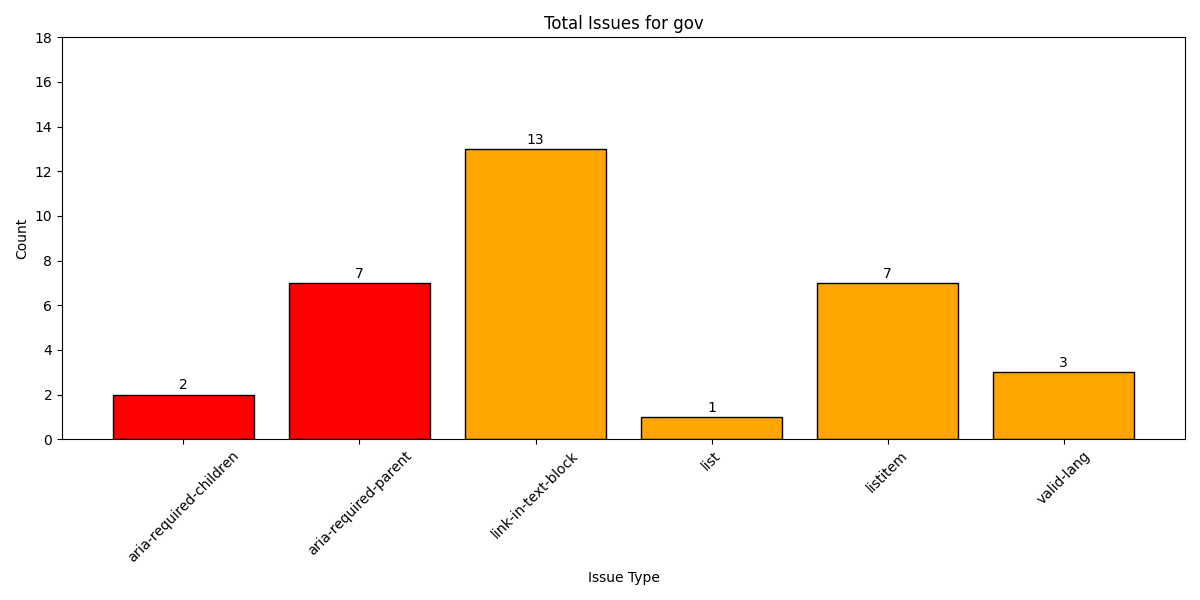 Total Issues for gov
18
16
14
12
10
8
6
4
2
0
Count
2
7
13
1
7
3
aria-required-children
aria-required-parent
link-in-text-block
list
listitem
valid-lang
Issue Type